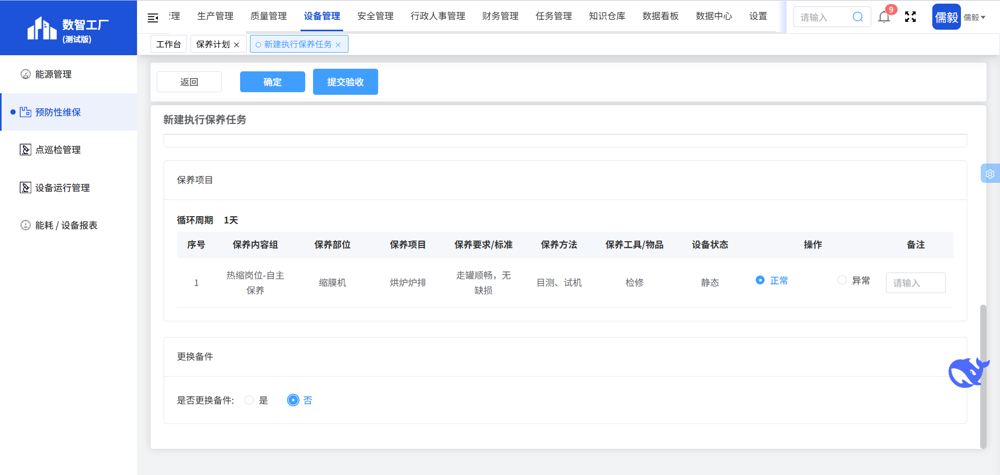 数智工厂
(测试版)
理
生产管理
质量管理
设备管理
安全管理
行政人事管理
财务管理
任务管理
知识仓库
数据看板
数据中心
设置
请输入
9
儒毅
儒毅
工作台
保养计划
新建执行保养任务
能源管理
预防性维保
点巡检管理
设备运行管理
能耗 / 设备报表
返回
确定
提交验收
新建执行保养任务
保养项目
循环周期 1天
序号 保养内容组 保养部位 保养项目 保养要求/标准 保养方法 保养工具/物品 设备状态 操作 备注
1 热缩岗位-自主保养 缩膜机 烘炉炉排 走罐顺畅，无缺损 目测、试机 检修 静态 正常 异常 请输入
更换备件
是否更换备件: 是 否